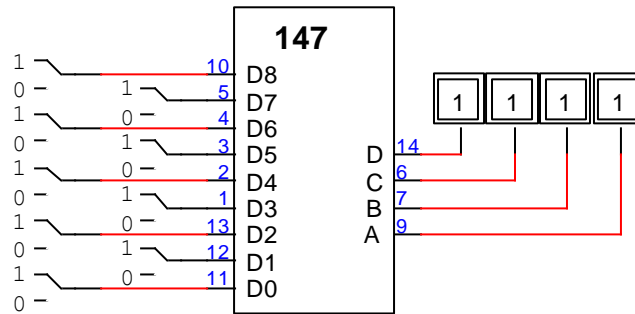 147
1 10 D8
0 1 5 D7 1 1 1 1
1 0 4 D6
0 1 3 D5 D 14
1 0 2 D4 C 6
0 1 1 D3 B 7
1 0 13 D2 A 9
0 1 12 D1
1 0 11 D0
0